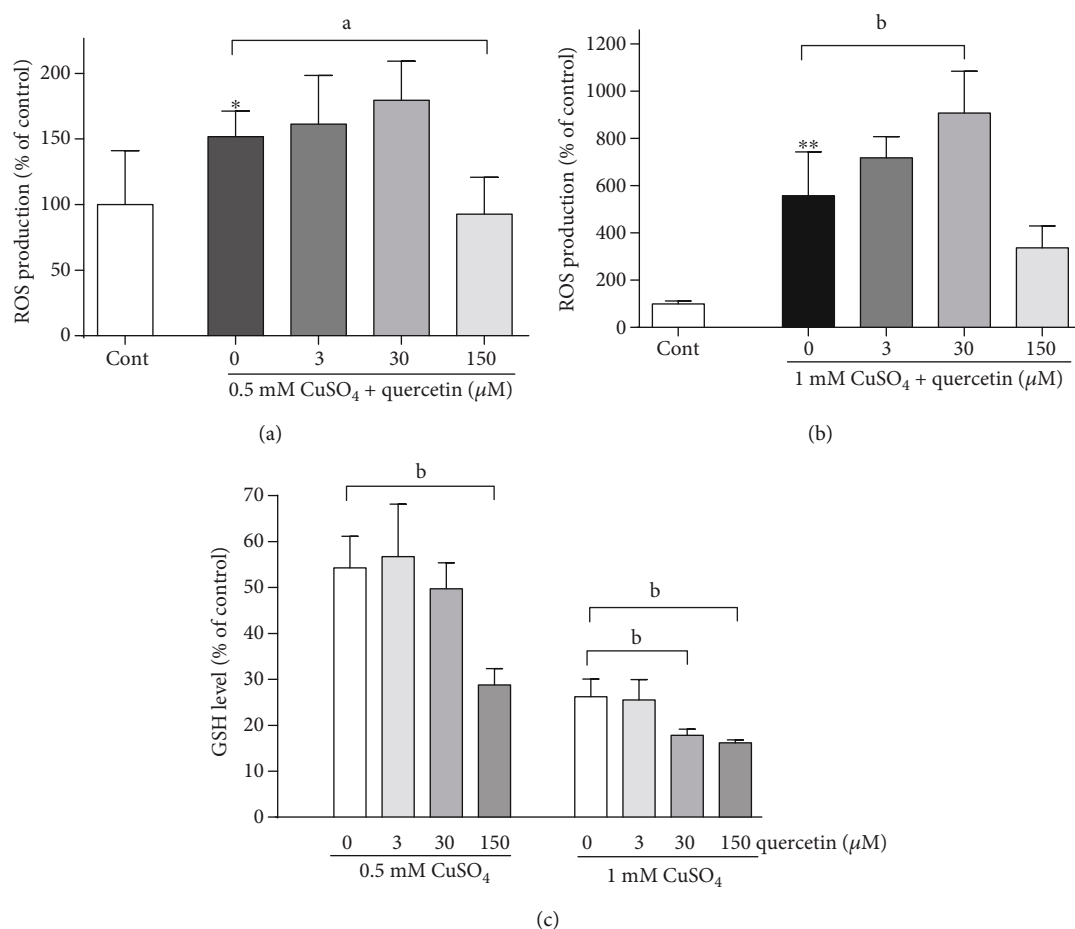 a
ROS production (% of control)
200
150
100
50
0
*
Cont
0 3 30 150
0.5 mM CuSO₄ + quercetin (μM)
(a)
b
ROS production (% of control)
1200
1000
800
600
400
200
0
**
Cont
0 3 30 150
1 mM CuSO₄ + quercetin (μM)
(b)
b
GSH level (% of control)
70
60
50
40
30
20
10
0
b
b
0 3 30 150 0 3 30 150 quercetin (μM)
0.5 mM CuSO₄ 1 mM CuSO₄
(c)